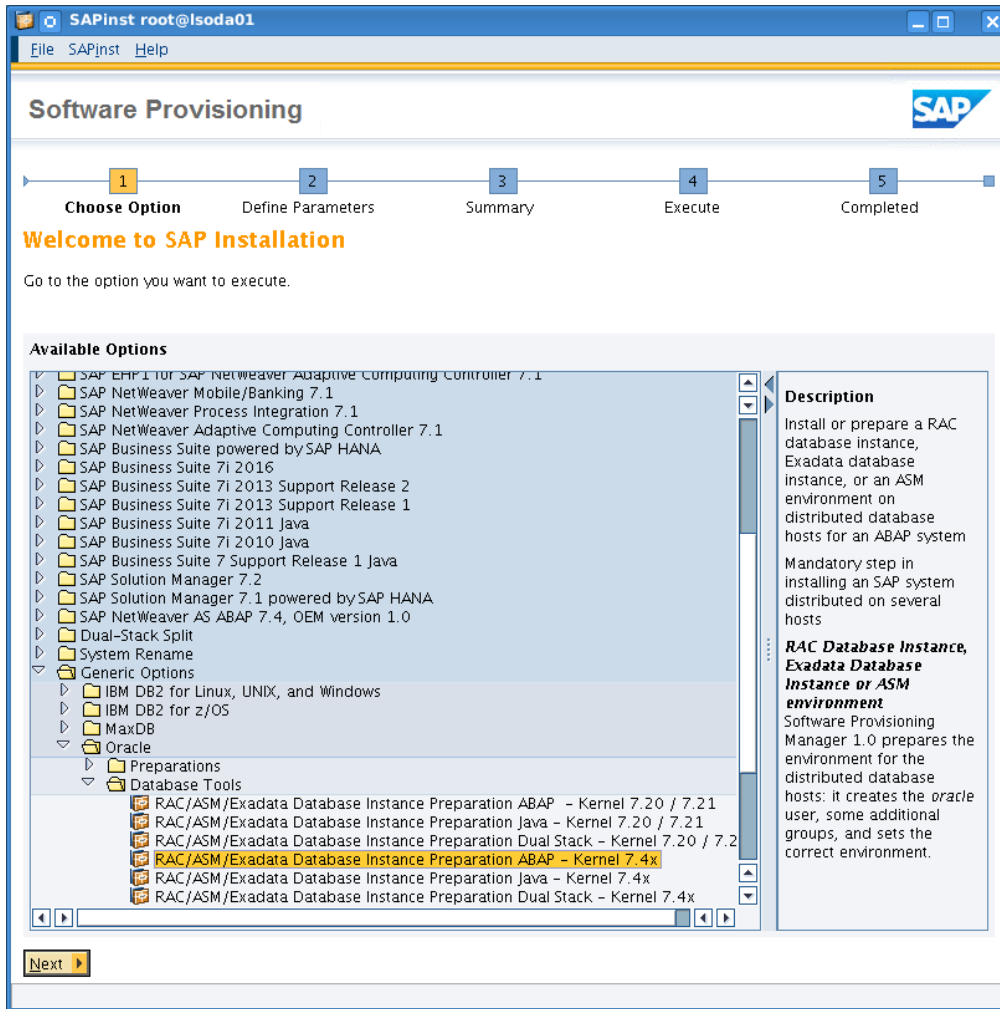 SAPinst root@lsoda01
File SAPinst Help
Software Provisioning
SAP
1 2 3 4 5
Choose Option Define Parameters Summary Execute Completed
Welcome to SAP Installation
Go to the option you want to execute.
Available Options
SAP EHP1 for SAP NetWeaver Adaptive Computing Controller 7.1
SAP NetWeaver Mobile/Banking 7.1
SAP NetWeaver Process Integration 7.1
SAP NetWeaver Adaptive Computing Controller 7.1
SAP Business Suite powered by SAP HANA
SAP Business Suite 7i 2016
SAP Business Suite 7i 2013 Support Release 2
SAP Business Suite 7i 2013 Support Release 1
SAP Business Suite 7i 2011 Java
SAP Business Suite 7i 2010 Java
SAP Business Suite 7 Support Release 1 Java
SAP Solution Manager 7.2
SAP Solution Manager 7.1 powered by SAP HANA
SAP NetWeaver AS ABAP 7.4, OEM version 1.0
Dual-Stack Split
System Rename
Generic Options
IBM DB2 for Linux, UNIX, and Windows
IBM DB2 for z/OS
MaxDB
Oracle
Preparations
Database Tools
RAC/ASM/Exadata Database Instance Preparation ABAP – Kernel 7.20 / 7.21
RAC/ASM/Exadata Database Instance Preparation Java – Kernel 7.20 / 7.21
RAC/ASM/Exadata Database Instance Preparation Dual Stack – Kernel 7.20 / 7.2
RAC/ASM/Exadata Database Instance Preparation ABAP – Kernel 7.4x
RAC/ASM/Exadata Database Instance Preparation Java – Kernel 7.4x
RAC/ASM/Exadata Database Instance Preparation Dual Stack – Kernel 7.4x
Description
Install or prepare a RAC
database instance,
Exadata database
instance, or an ASM
environment on
distributed database
hosts for an ABAP system
Mandatory step in
installing an SAP system
distributed on several
hosts
RAC Database Instance,
Exadata Database
Instance or ASM
environment
Software Provisioning
Manager 1.0 prepares the
environment for the
distributed database
hosts: it creates the oracle
user, some additional
groups, and sets the
correct environment.
Next